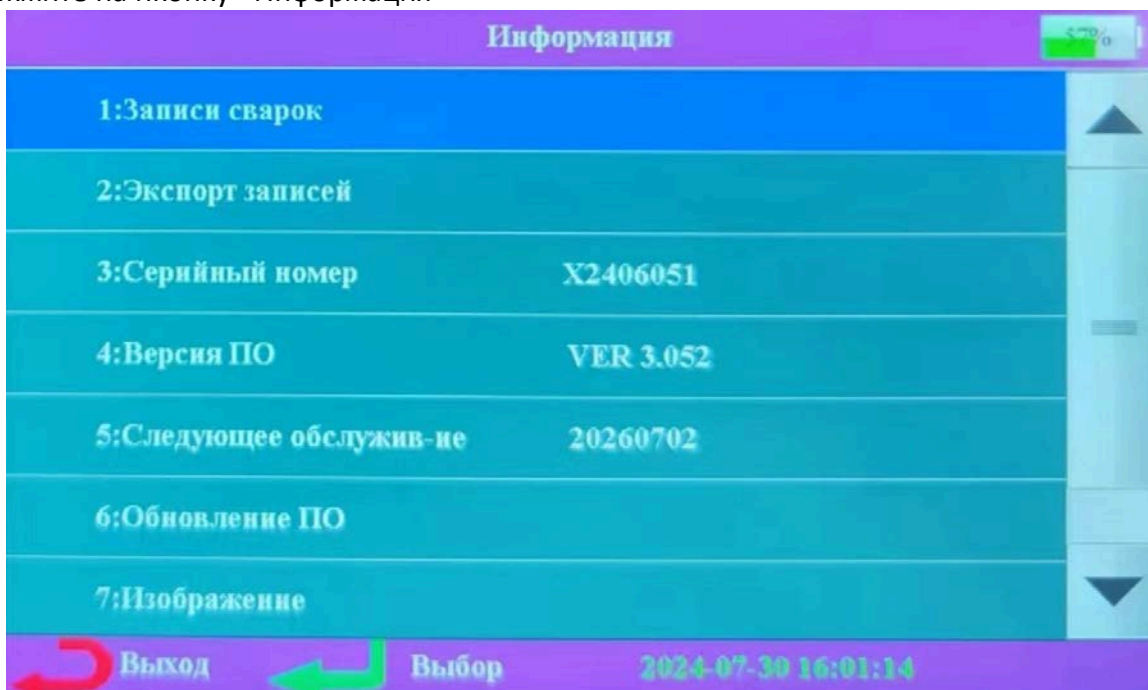 Информация
57%
1:Записи сварок
2:Экспорт записей
3:Серийный номер X2406051
4:Версия ПО VER 3.052
5:Следующее обслужив-ие 20260702
6:Обновление ПО
7:Изображение
Выход Выбор 2024-07-30 16:01:14